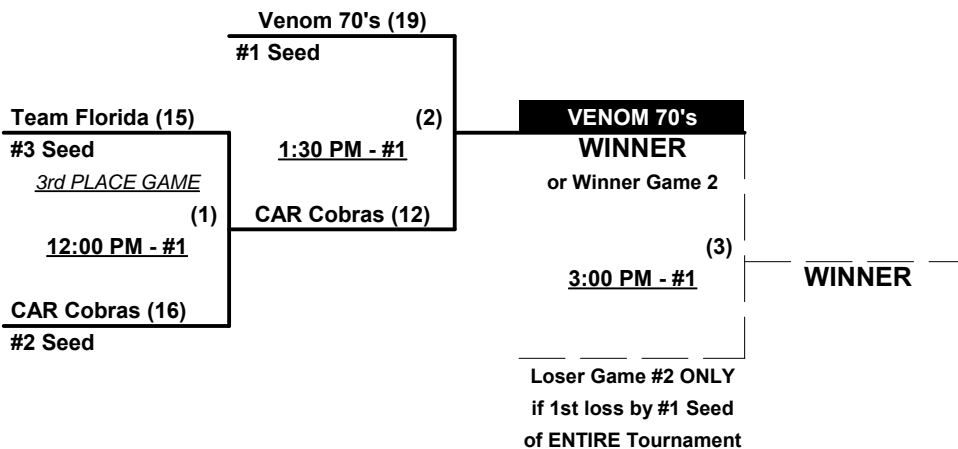 Venom 70's (19)
#1 Seed
Team Florida (15)
#3 Seed
3rd PLACE GAME
(1)
12:00 PM - #1
CAR Cobras (16)
#2 Seed
(2)
1:30 PM - #1
CAR Cobras (12)
VENOM 70's
WINNER
or Winner Game 2
(3)
3:00 PM - #1
WINNER
Loser Game #2 ONLY
if 1st loss by #1 Seed
of ENTIRE Tournament